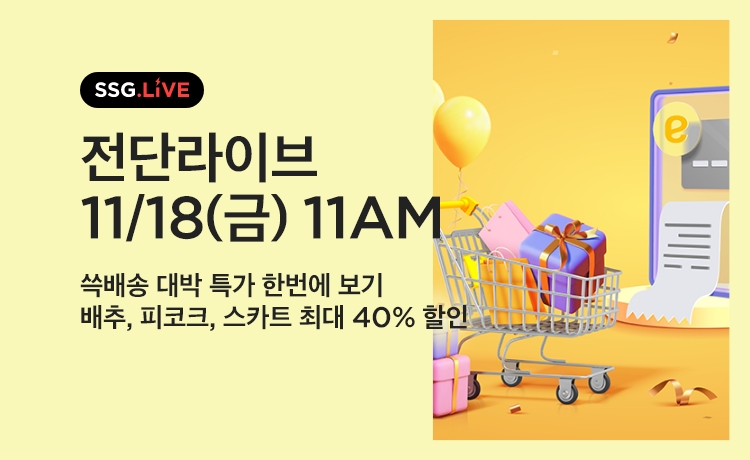 SSG.LIVE
전단라이브
11/18(금) 11AM
쓱배송 대박 특가 한번에 보기
배추, 피코크, 스카트 최대 40% 할인
e